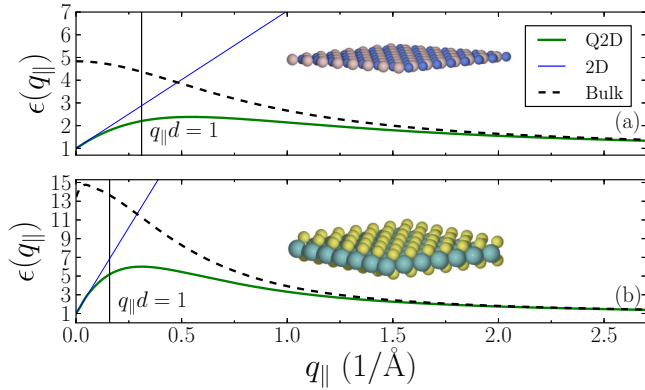 7
6
5
4
3
2
1
ϵ(q∥)
q∥d = 1
Q2D
2D
Bulk
(a)
15
13
11
9
7
5
3
1
ϵ(q∥)
q∥d = 1
(b)
0.0
0.5
1.0
1.5
2.0
2.5
q∥ (1/Å)